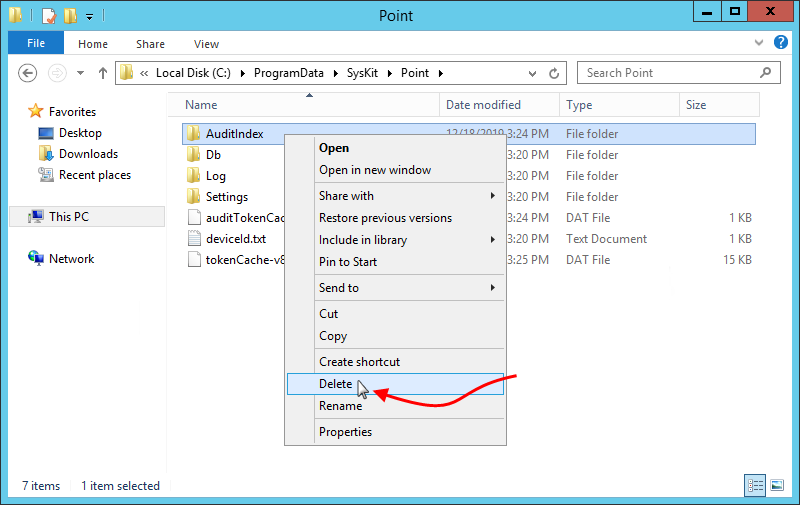 Point
File Home Share View
« Local Disk (C:) ProgramData SysKit Point Search Point
Name Date modified Type Size
Favorites
Desktop
Downloads
Recent places
This PC
Network
AuditIndex 12/18/2019 3:24 PM File folder
Db 3:20 PM File folder
Log 3:20 PM File folder
Settings 3:20 PM File folder
auditTokenCac 3:24 PM DAT File 1 KB
deviceId.txt 3:20 PM Text Document 1 KB
tokenCache-v8 3:25 PM DAT File 15 KB
Open
Open in new window
Share with
Restore previous versions
Include in library
Pin to Start
Send to
Cut
Copy
Create shortcut
Delete
Rename
Properties
7 items 1 item selected